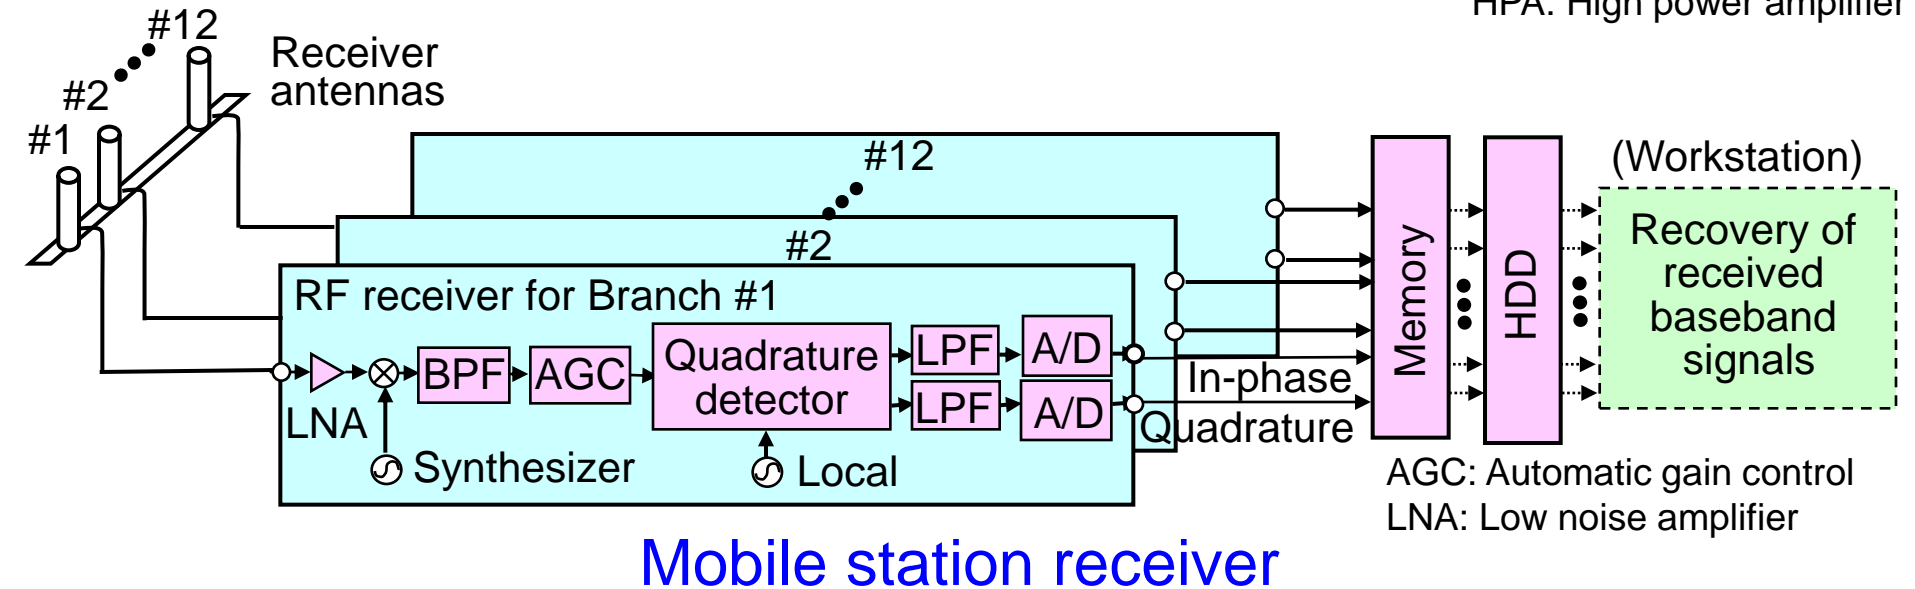 HPA: High power amplifier
#12
Receiver
antennas
#2
#1
#12
#2
RF receiver for Branch #1
LNA
BPF
AGC
Quadrature
detector
LPF
A/D
LPF
A/D
Synthesizer
Local
In-phase
Quadrature
Memory
HDD
(Workstation)
Recovery of
received
baseband
signals
AGC: Automatic gain control
LNA: Low noise amplifier
Mobile station receiver